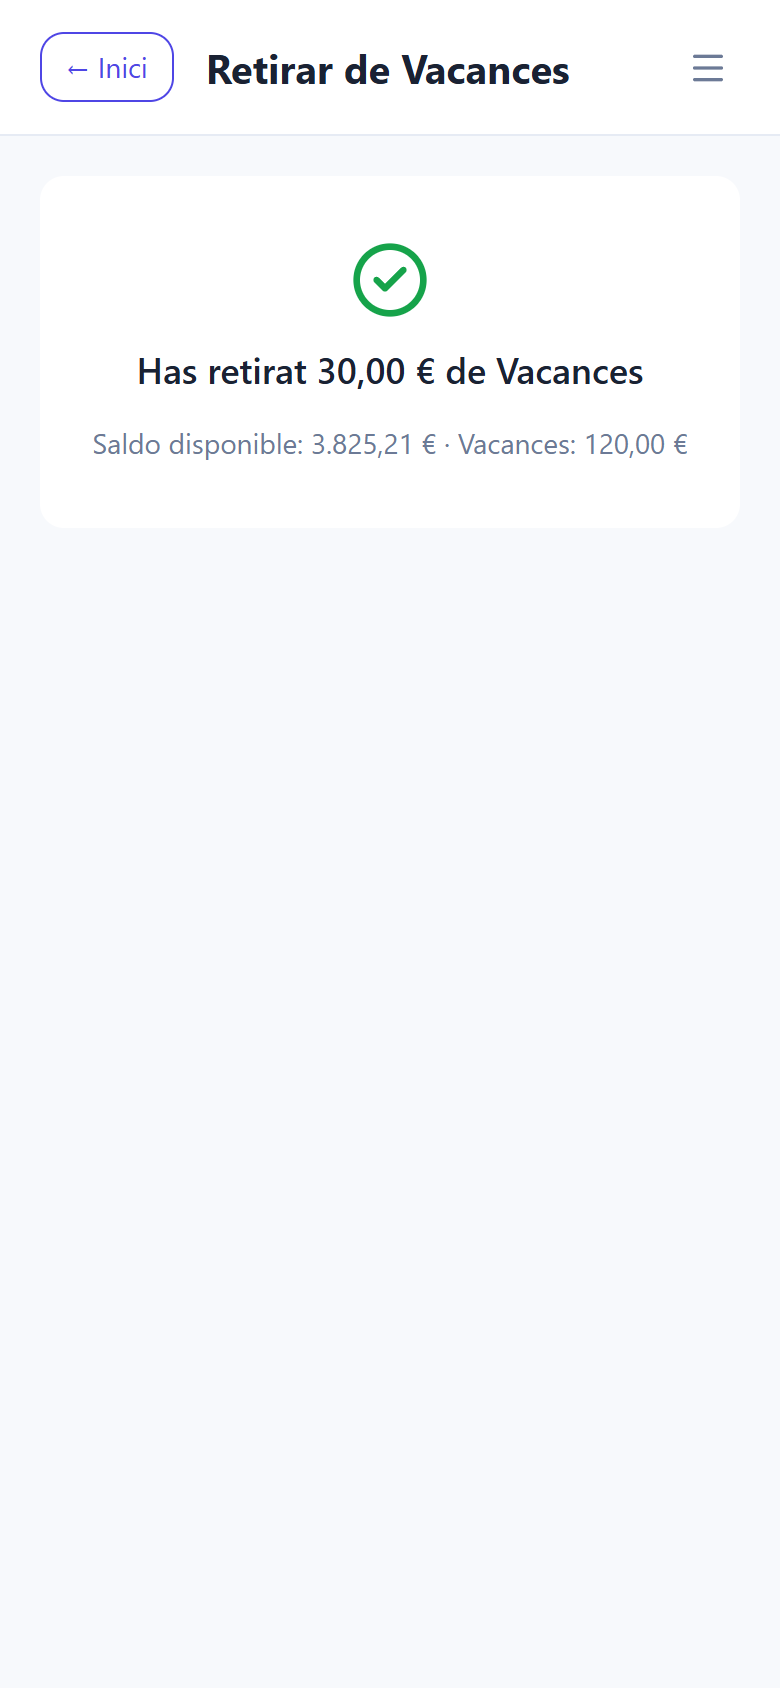 ← Inici
Retirar de Vacances
Has retirat 30,00 € de Vacances
Saldo disponible: 3.825,21 € · Vacances: 120,00 €